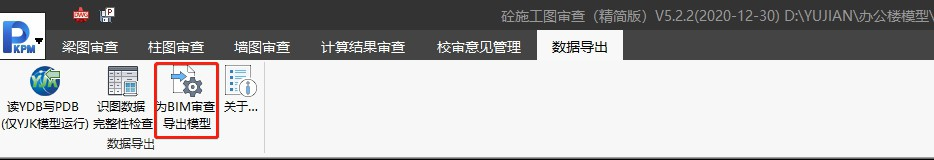 DWG
砼施工图审查（精简版）V5.2.2(2020-12-30) D:\YUJIAN\办公楼模型\
P
KPM
梁图审查 柱图审查 墙图审查 计算结果审查 校审意见管理 数据导出
YJK
读YDB写PDB
(仅YJK模型运行)
识图数据
完整性检查
为BIM审查
导出模型
关于...
数据导出